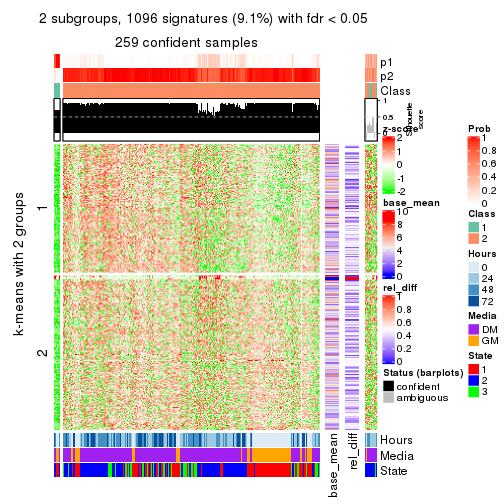 2 subgroups, 1096 signatures (9.1%) with fdr < 0.05
259 confident samples
p1
p2
Class
1
0.5
0
Silhouette
score
k-means with 2 groups
1
2
z-score
2
1
0
-1
-2
base_mean
10
8
6
4
2
0
rel_diff
1
0.8
0.6
0.4
0.2
0
Status (barplots)
confident
ambiguous
Prob
1
0.8
0.6
0.4
0.2
0
Class
1
2
Hours
0
24
48
72
Media
DM
GM
State
1
2
3
Hours
Media
State
base_mean
rel_diff